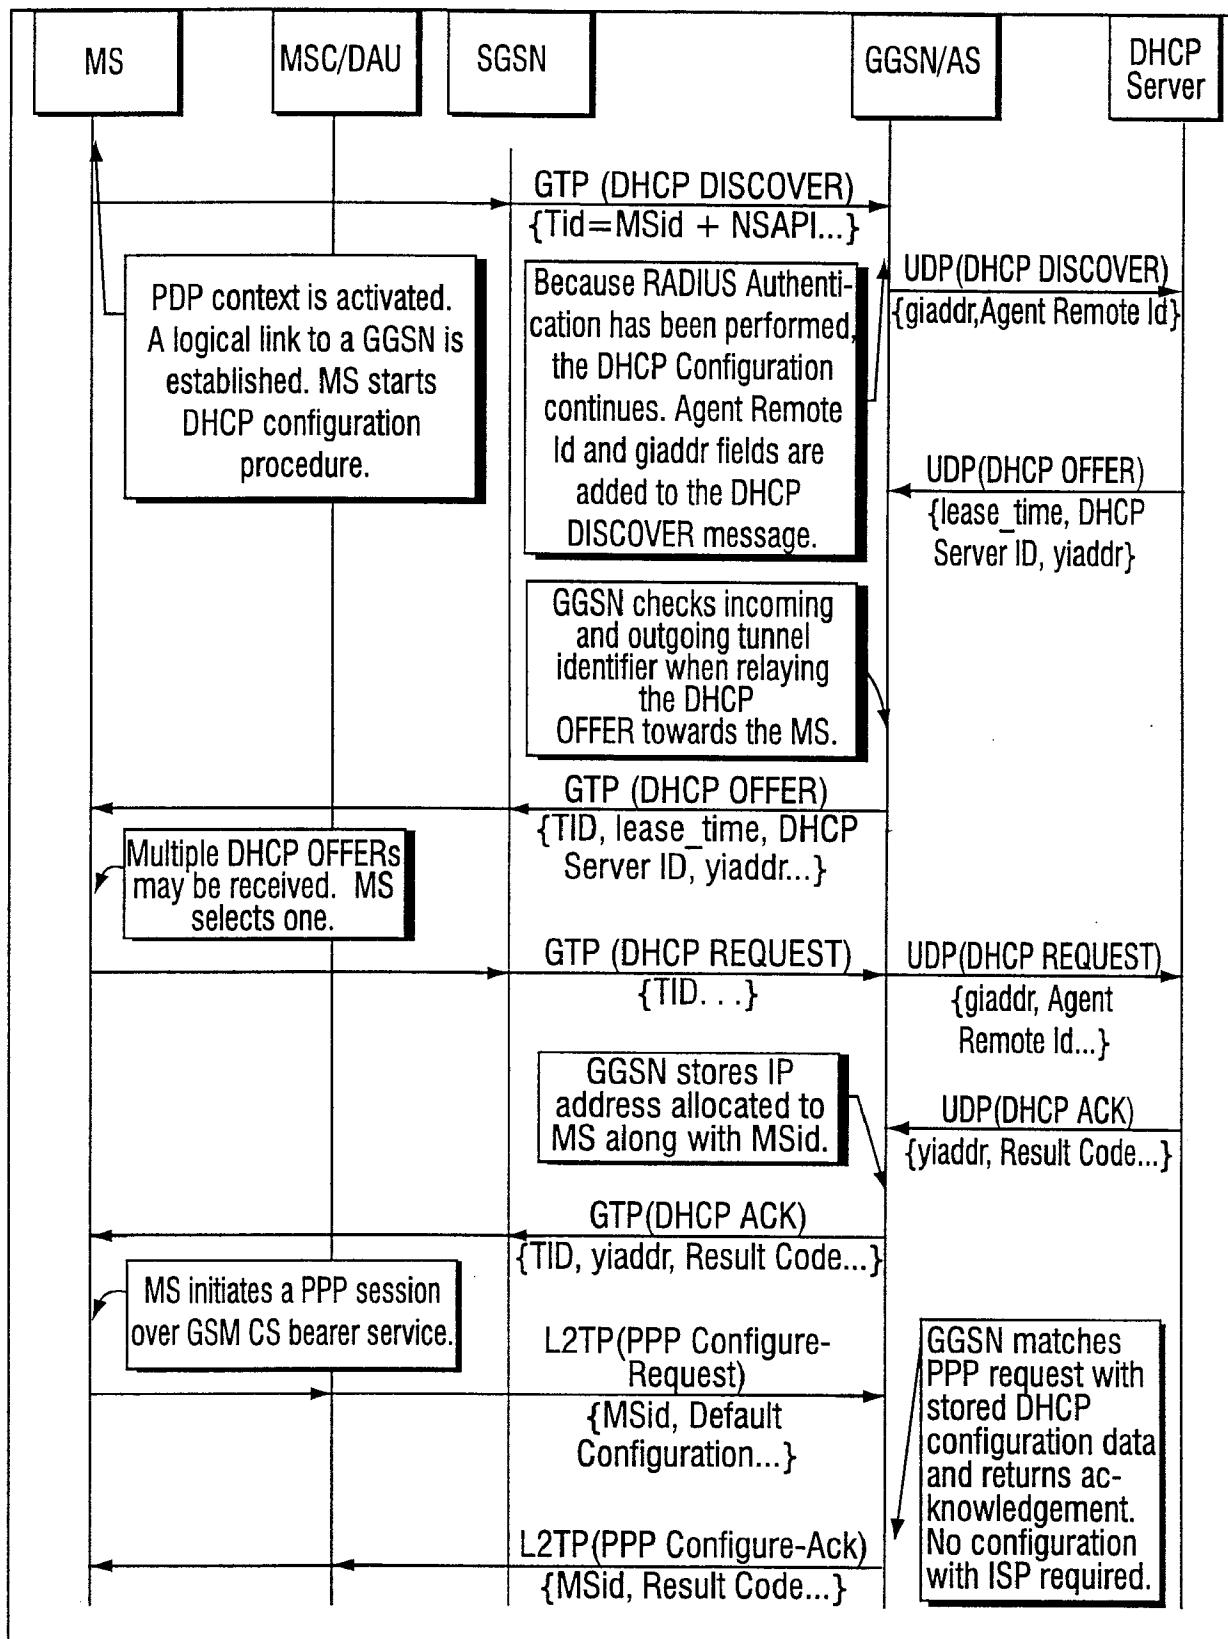 MS
MSC/DAU
SGSN
GGSN/AS
DHCP
Server
GTP (DHCP DISCOVER)
{Tid=MSid + NSAPI...}
PDP context is activated.
A logical link to a GGSN is
established. MS starts
DHCP configuration
procedure.
Because RADIUS Authenti-
cation has been performed,
the DHCP Configuration
continues. Agent Remote
Id and giaddr fields are
added to the DHCP
DISCOVER message.
UDP(DHCP DISCOVER)
{giaddr,Agent Remote Id}
UDP(DHCP OFFER)
{lease_time, DHCP
Server ID, yiaddr}
GGSN checks incoming
and outgoing tunnel
identifier when relaying
the DHCP
OFFER towards the MS.
GTP (DHCP OFFER)
{TID, lease_time, DHCP
Server ID, yiaddr...}
Multiple DHCP OFFERs
may be received. MS
selects one.
GTP (DHCP REQUEST)
{TID. . .}
UDP(DHCP REQUEST)
{giaddr, Agent
Remote Id...}
GGSN stores IP
address allocated to
MS along with MSid.
UDP(DHCP ACK)
{yiaddr, Result Code...}
GTP(DHCP ACK)
{TID, yiaddr, Result Code...}
MS initiates a PPP session
over GSM CS bearer service.
L2TP(PPP Configure-
Request)
{MSid, Default
Configuration...}
GGSN matches
PPP request with
stored DHCP
configuration data
and returns ac-
knowledgement.
No configuration
with ISP required.
L2TP(PPP Configure-Ack)
{MSid, Result Code...}